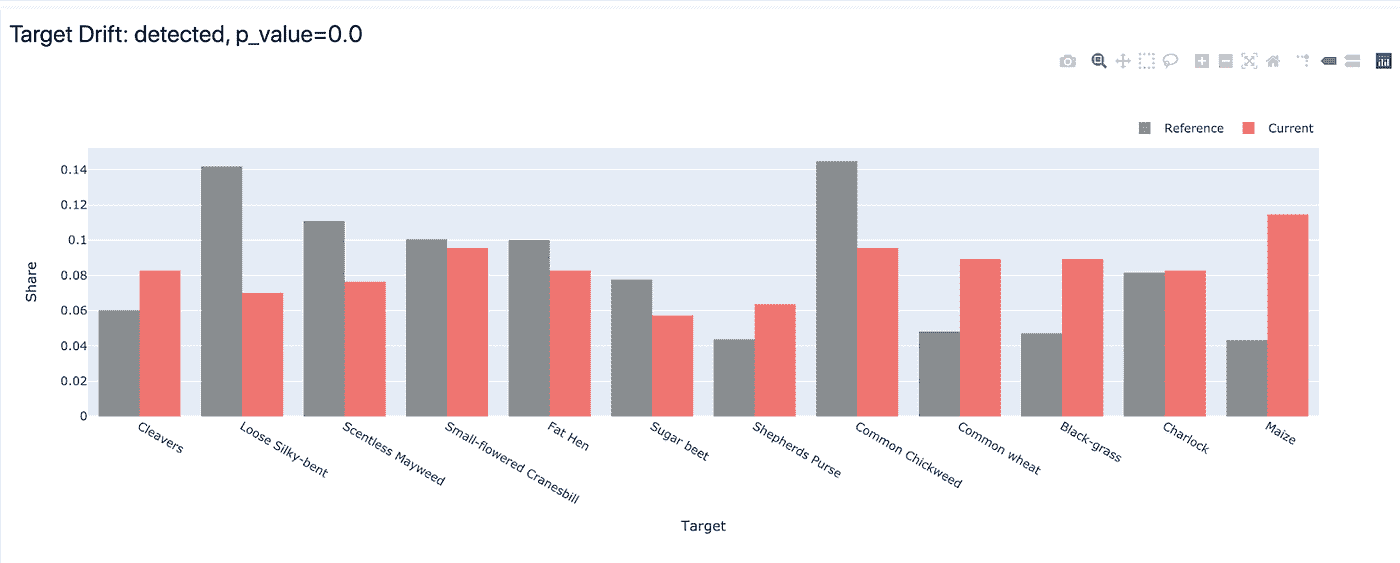 Target Drift: detected, p_value=0.0
Reference
Current
0.14
0.12
0.1
0.08
0.06
0.04
0.02
0
Share
Cleavers
Loose Silky-bent
Scentless Mayweed
Small-flowered Cranesbill
Fat Hen
Sugar beet
Shepherds Purse
Common Chickweed
Common wheat
Black-grass
Charlock
Maize
Target